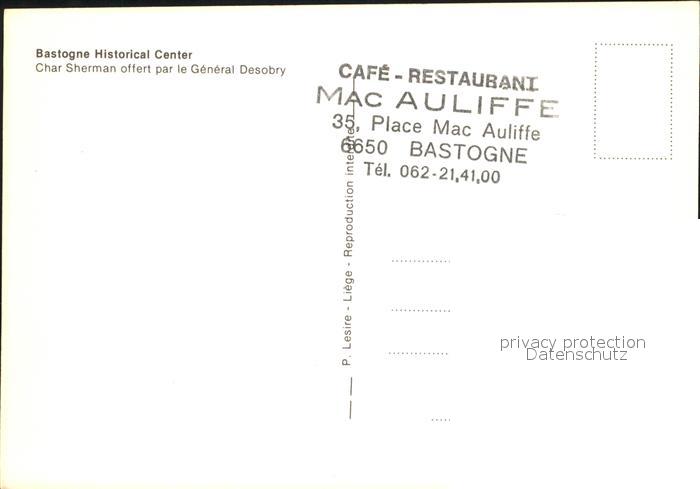 Bastogne Historical Center
Char Sherman offert par le Général Desobry
CAFÉ - RESTAURANT
MAC AULIFFE
35, Place Mac Auliffe
6650 BASTOGNE
Tél. 062-21.41.00
P. Lesire - Liège - Reproduction interdite
privacy protection
Datenschutz